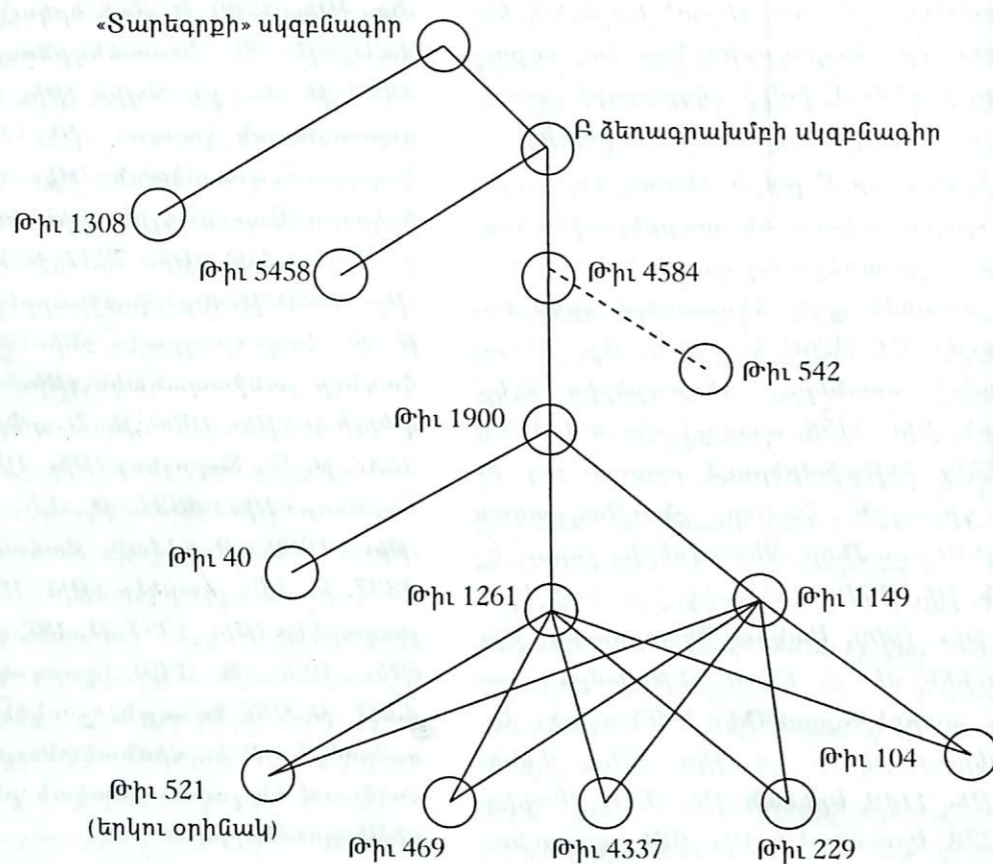 «Տարեգրքի» սկզբնագիր
Բ ձեռագրախմբի սկզբնագիր
Թիւ 1308
Թիւ 5458
Թիւ 4584
Թիւ 542
Թիւ 1900
Թիւ 40
Թիւ 1261
Թիւ 1149
Թիւ 104
Թիւ 521
(երկու օրինակ)
Թիւ 469
Թիւ 4337
Թիւ 229